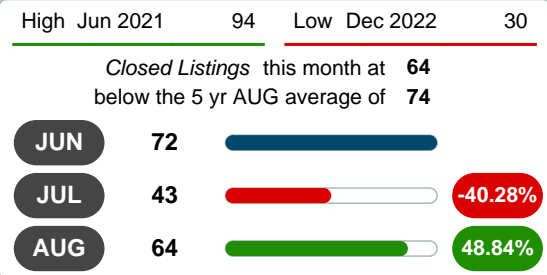 High Jun 2021 94 Low Dec 2022 30
Closed Listings this month at 64
below the 5 yr AUG average of 74
JUN 72
JUL 43 -40.28%
AUG 64 48.84%